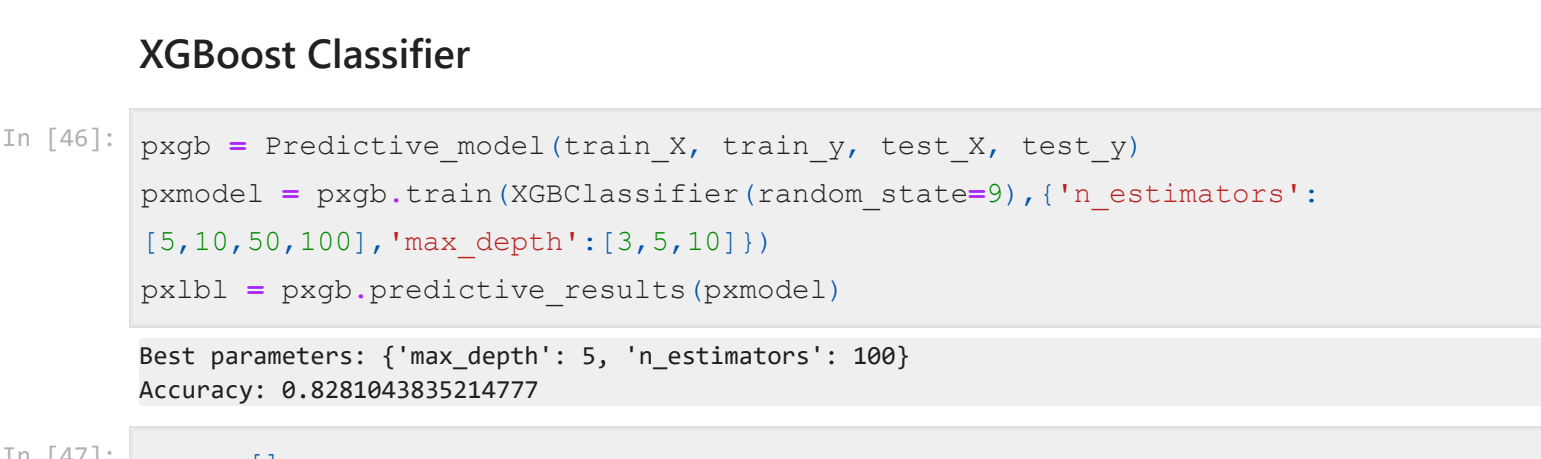 XGBoost Classifier
In [46]:
pxgb = Predictive_model(train_X, train_y, test_X, test_y)
pxmodel = pxgb.train(XGBClassifier(random_state=9),{'n_estimators':
[5,10,50,100],'max_depth':[3,5,10]})
pxlbl = pxgb.predictive_results(pxmodel)
Best parameters: {'max_depth': 5, 'n_estimators': 100}
Accuracy: 0.8281043835214777
In [47]:
[]